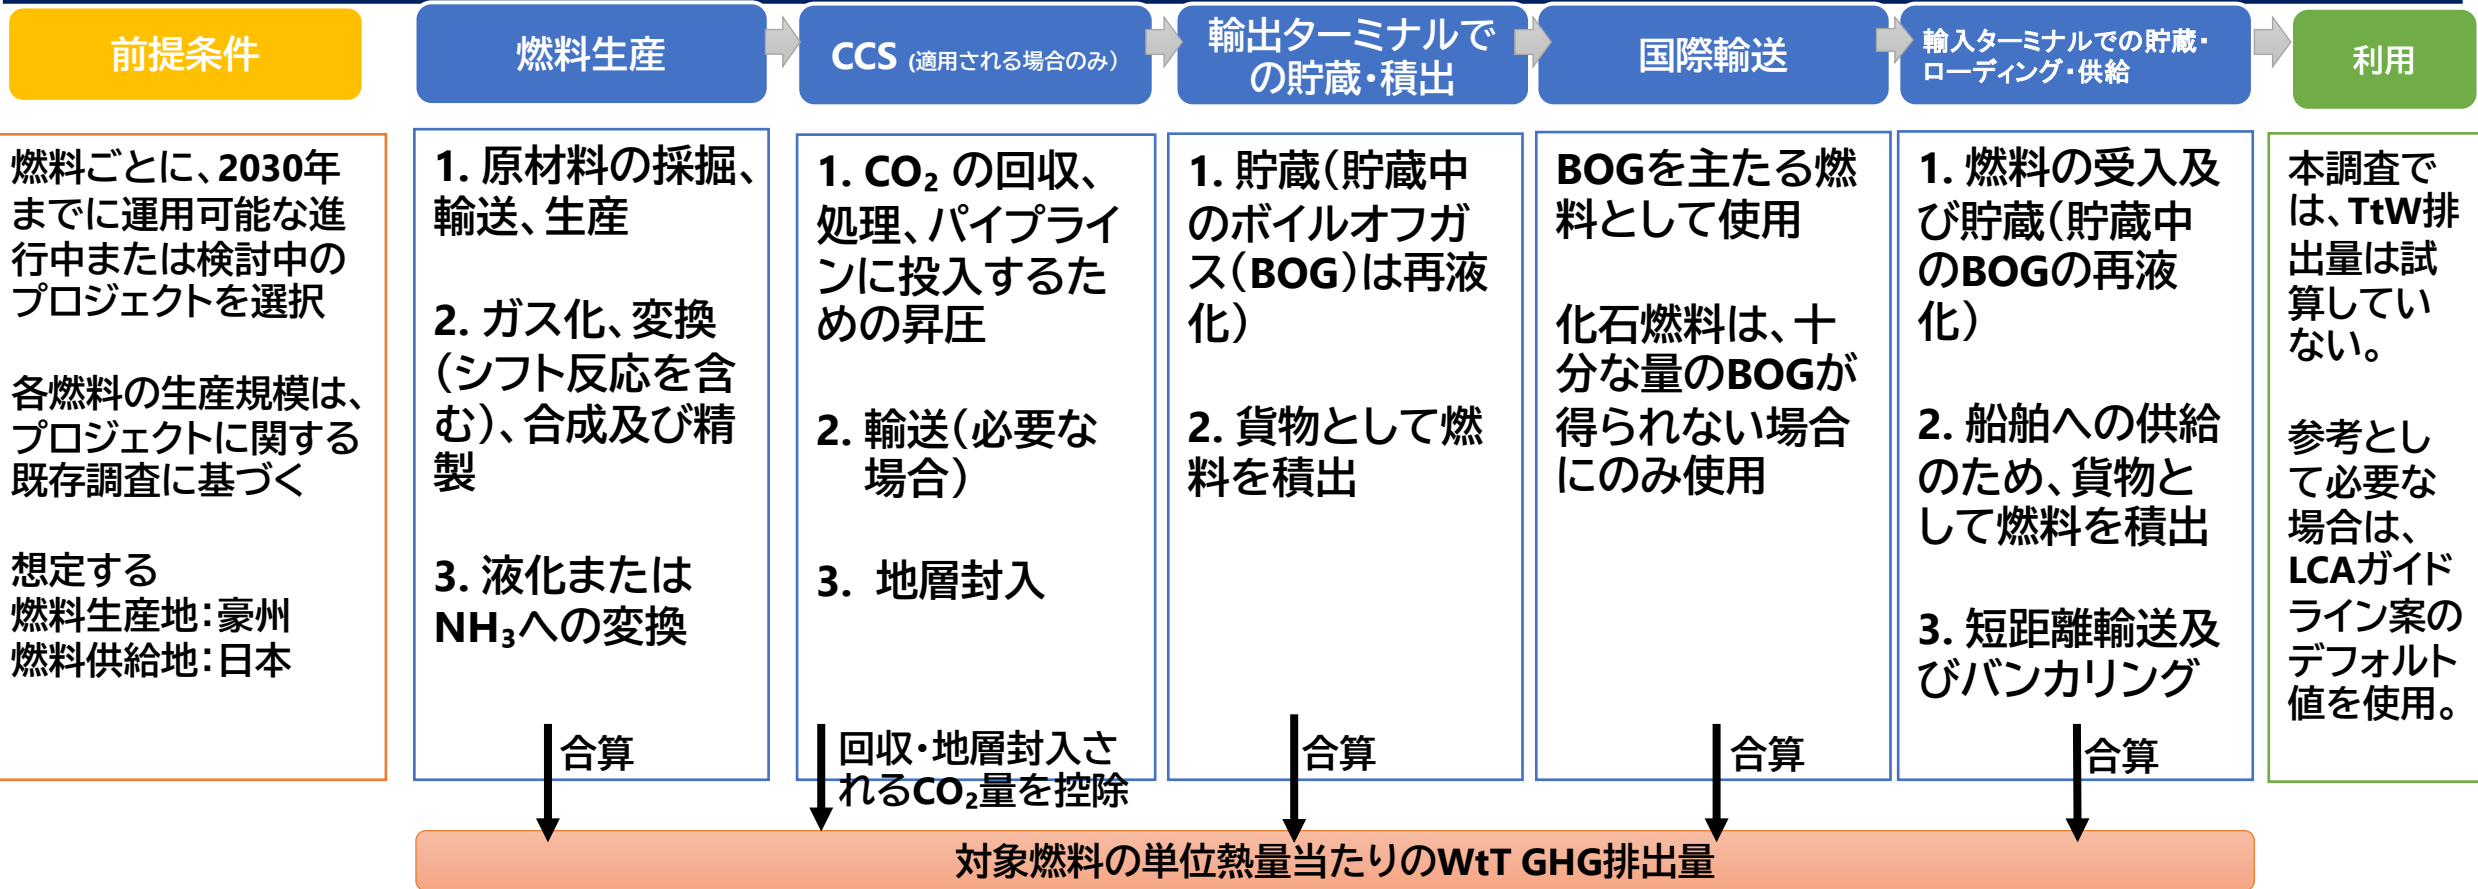 前提条件
燃料生産
CCS (適用される場合のみ)
輸出ターミナルで
の貯蔵・積出
国際輸送
輸入ターミナルでの貯蔵・
ローディング・供給
利用
燃料ごとに、2030年
までに運用可能な進
行中または検討中の
プロジェクトを選択
各燃料の生産規模は、
プロジェクトに関する
既存調査に基づく
想定する
燃料生産地：豪州
燃料供給地：日本
1. 原材料の採掘、
輸送、生産
2. ガス化、変換
（シフト反応を含
む）、合成及び精
製
3. 液化または
NH₃への変換
合算
1. CO₂ の回収、
処理、パイプライ
ンに投入するた
めの昇圧
2. 輸送（必要な
場合）
3. 地層封入
回収・地層封入さ
れるCO₂量を控除
1. 貯蔵（貯蔵中
のボイルオフガ
ス（BOG）は再液
化）
2. 貨物として燃
料を積出
合算
BOGを主たる燃
料として使用
化石燃料は、十
分な量のBOGが
得られない場合
にのみ使用
合算
1. 燃料の受入及
び貯蔵（貯蔵中
のBOGの再液
化）
2. 船舶への供給
のため、貨物と
して燃料を積出
3. 短距離輸送及
びバンカリング
合算
本調査で
は、TtW排
出量は試
算してい
ない。
参考とし
て必要な
場合は、
LCAガイド
ライン案の
デフォルト
値を使用。
対象燃料の単位熱量当たりのWtT GHG排出量